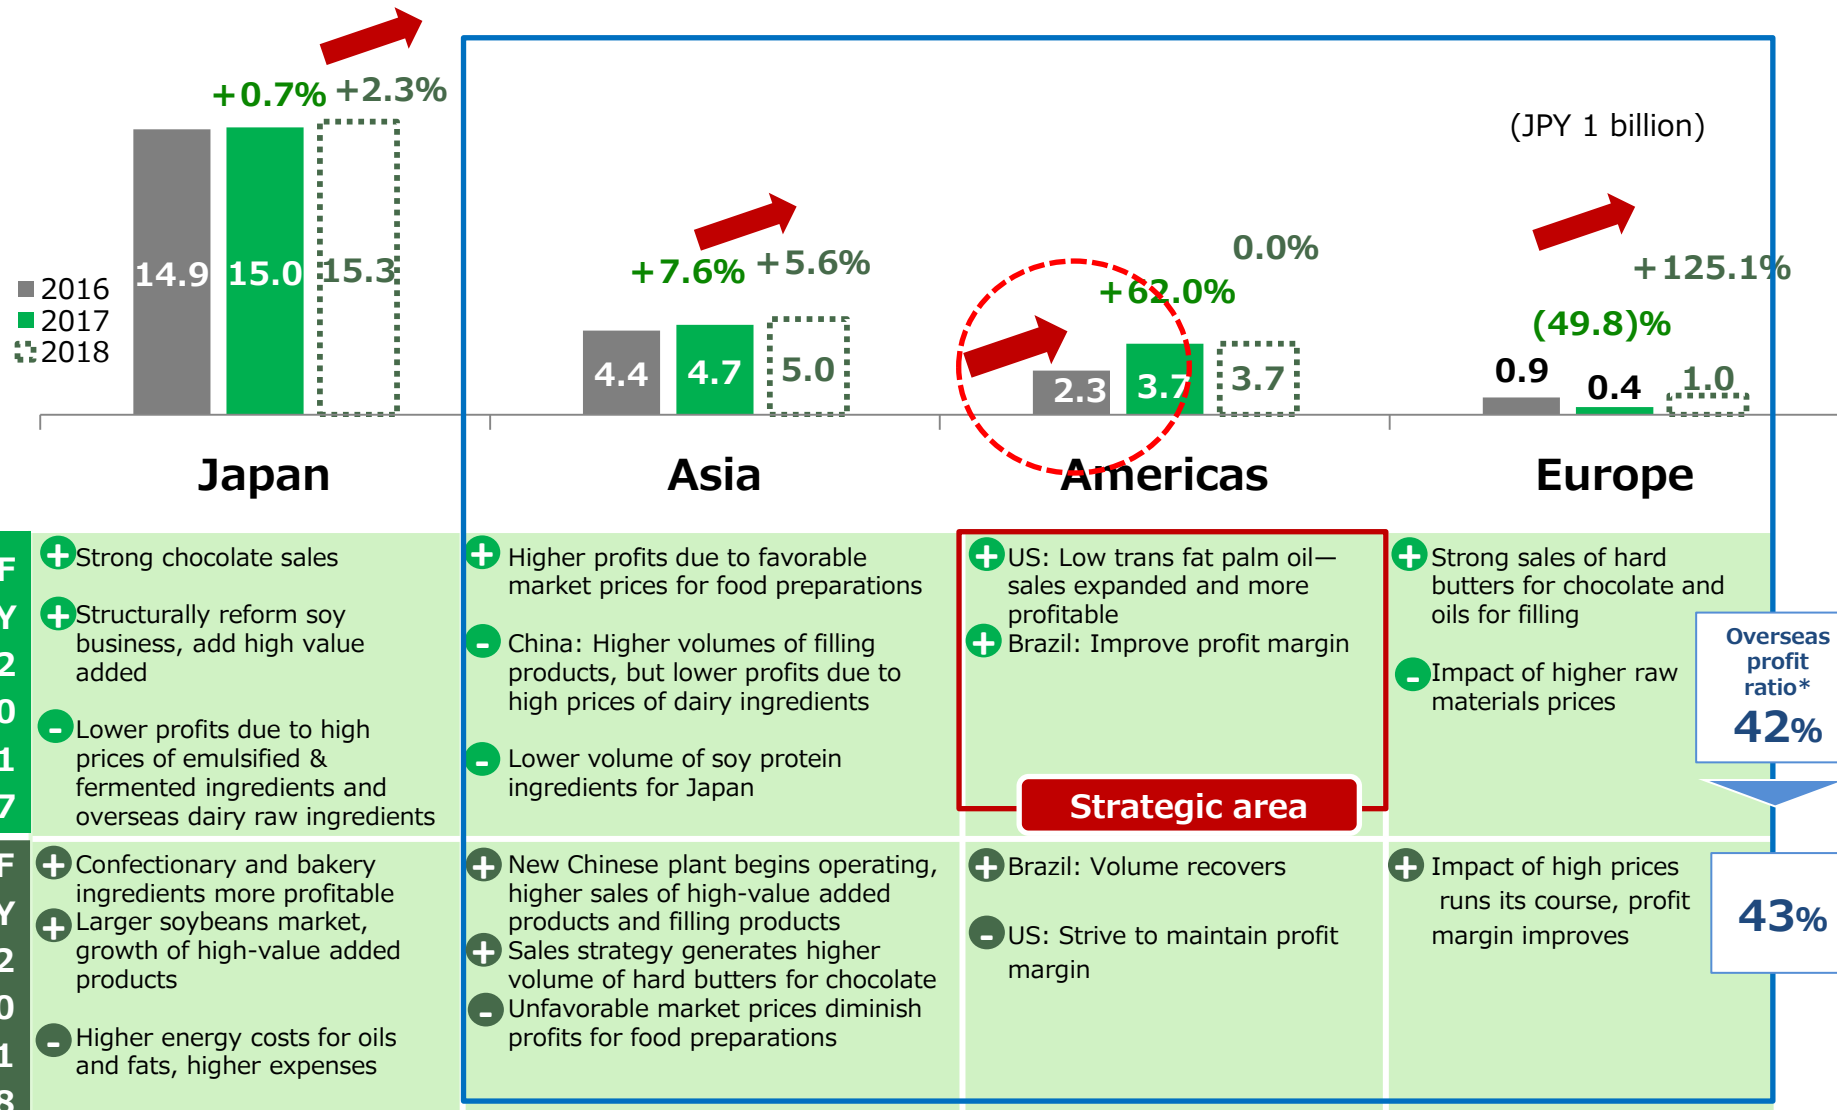 +0.7%
+2.3%
(JPY 1 billion)
+7.6%
+5.6%
0.0%
+62.0%
+125.1%
(49.8)%
2016
2017
2018
14.9
15.0
15.3
4.4
4.7
5.0
2.3
3.7
3.7
0.9
0.4
1.0
Japan
Asia
Americas
Europe
F
Y
2
0
1
7
+ Strong chocolate sales
+ Structurally reform soy
business, add high value
added
- Lower profits due to high
prices of emulsified &
fermented ingredients and
overseas dairy raw ingredients
+ Higher profits due to favorable
market prices for food preparations
- China: Higher volumes of filling
products, but lower profits due to
high prices of dairy ingredients
- Lower volume of soy protein
ingredients for Japan
+ US: Low trans fat palm oil—
sales expanded and more
profitable
+ Brazil: Improve profit margin
Strategic area
+ Strong sales of hard
butters for chocolate and
oils for filling
- Impact of higher raw
materials prices
Overseas
profit
ratio*
42%
F
Y
2
0
1
8
+ Confectionary and bakery
ingredients more profitable
+ Larger soybeans market,
growth of high-value added
products
- Higher energy costs for oils
and fats, higher expenses
+ New Chinese plant begins operating,
higher sales of high-value added
products and filling products
+ Sales strategy generates higher
volume of hard butters for chocolate
- Unfavorable market prices diminish
profits for food preparations
+ Brazil: Volume recovers
- US: Strive to maintain profit
margin
+ Impact of high prices
runs its course, profit
margin improves
43%